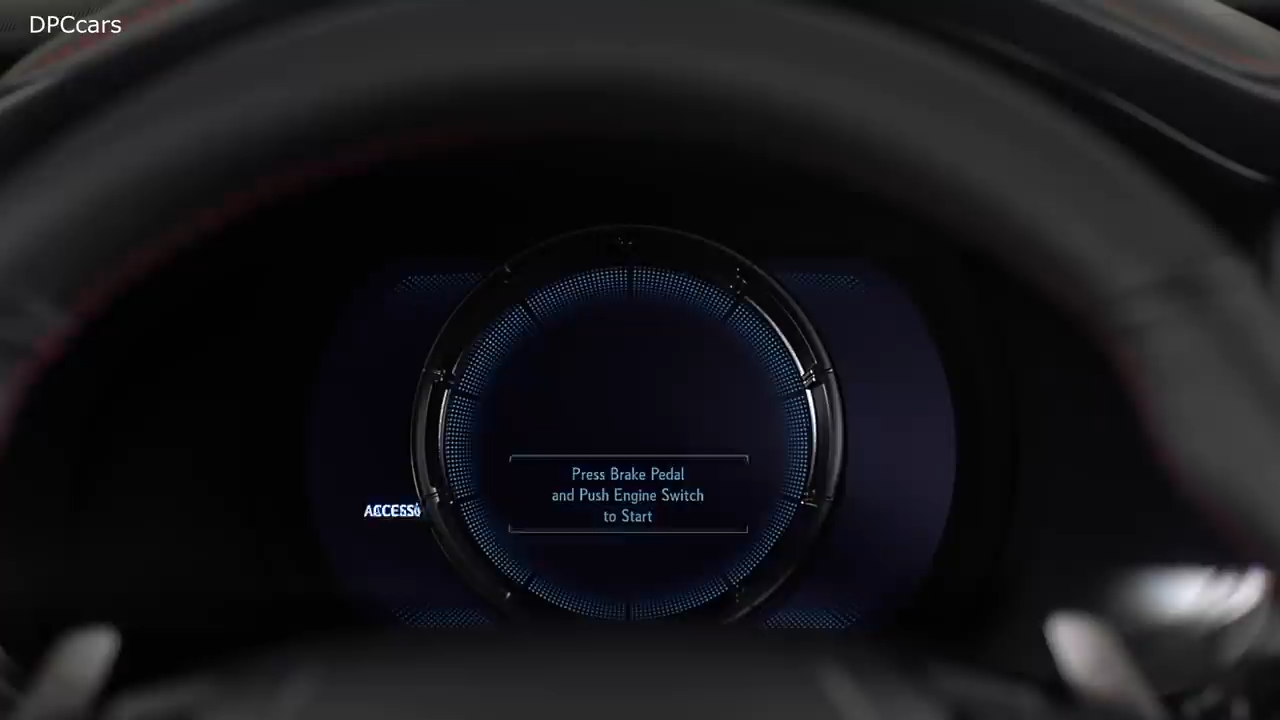 DPCcars
Press Brake Pedal
and Push Engine Switch
to Start